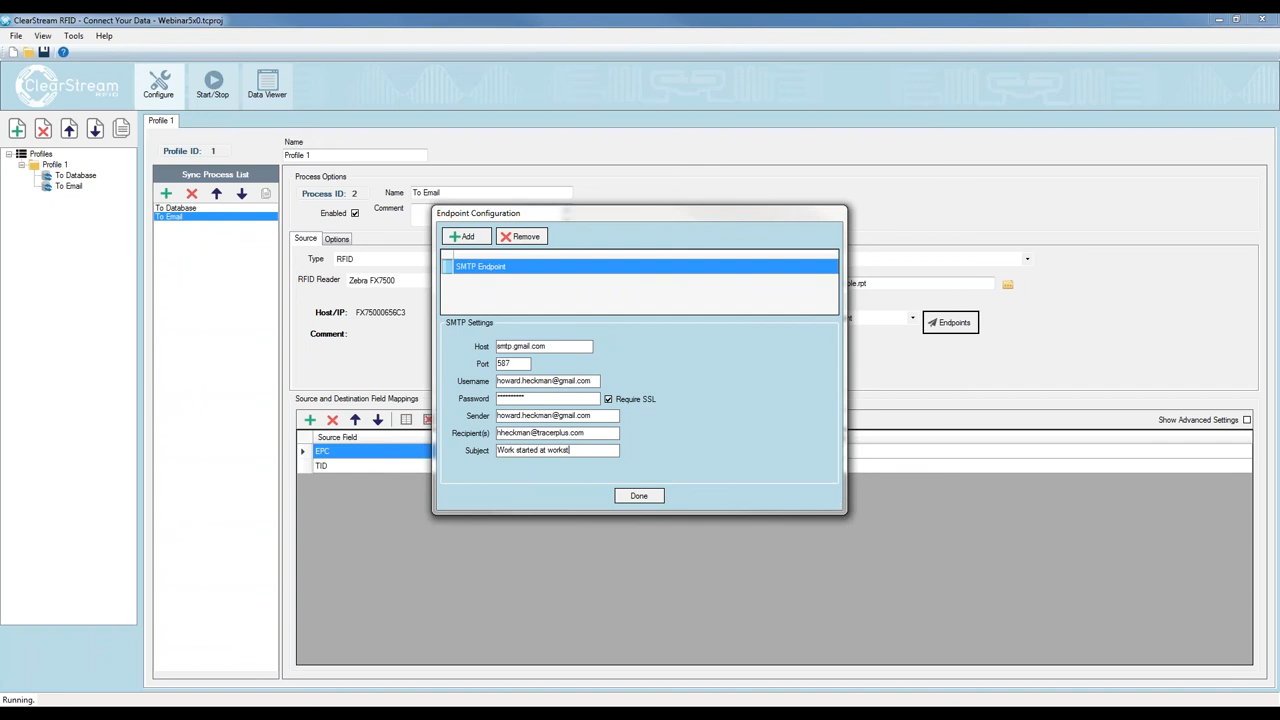 ClearStream RFID - Connect Your Data - Webinar5x0.tcproj
File View Tools Help
ClearStream
RFID
Configure
Start/Stop
Data Viewer
Profile 1
Profiles
Profile 1
To Database
To Email
Profile ID: 1
Name
Profile 1
Sync Process List
To Database
To Email
Process Options
Process ID: 2
Name To Email
Enabled
Comment
Source Options
Type RFID
RFID Reader Zebra FX7500
Host/IP: FX75000656C3
Comment:
ble.rpt
nt
Endpoints
Source and Destination Field Mappings
Show Advanced Settings
Source Field
EPC
TID
Endpoint Configuration
Add Remove
SMTP Endpoint
SMTP Settings
Host smtp.gmail.com
Port 587
Username howard.heckman@gmail.com
Password ********** Require SSL
Sender howard.heckman@gmail.com
Recipient(s) hheckman@tracerplus.com
Subject Work started at workst
Done
Running.